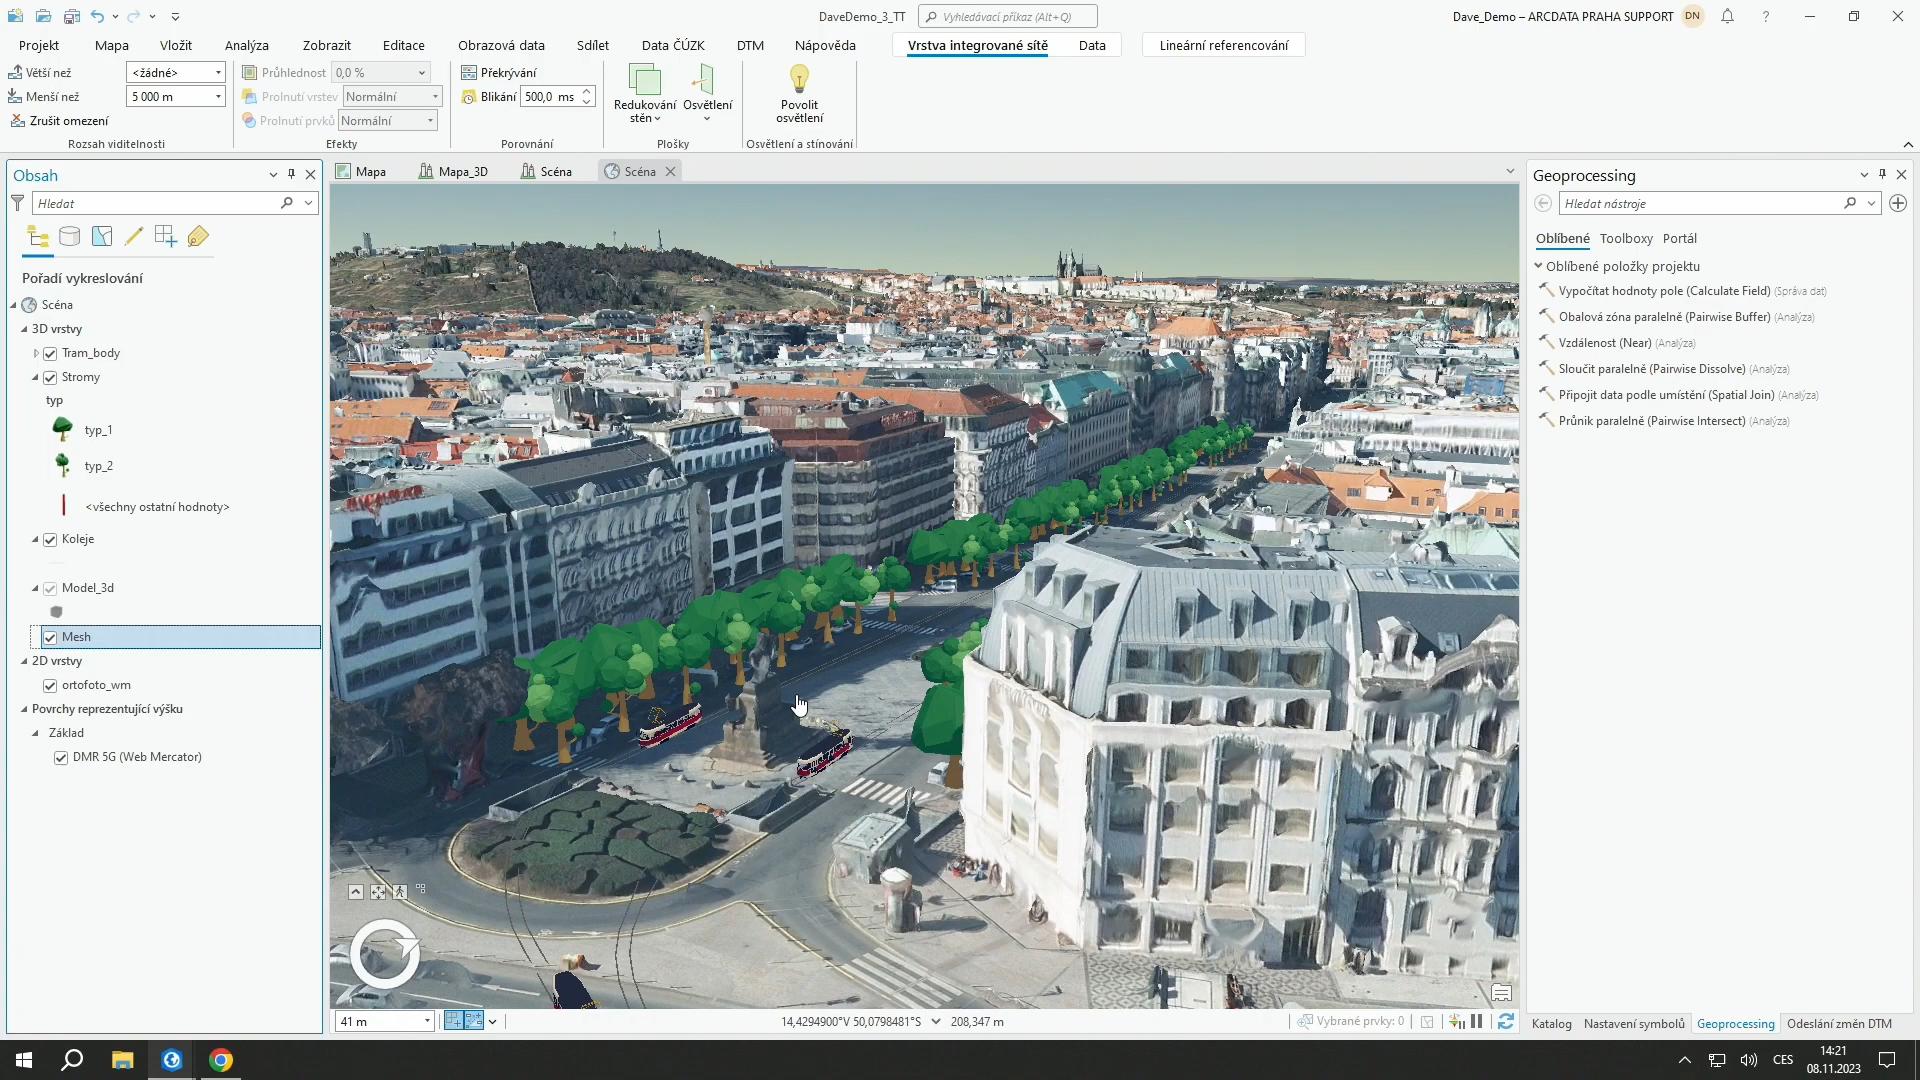 DaveDemo_3_TT
Vyhledávací příkaz (Alt+Q)
Dave_Demo – ARCDATA PRAHA SUPPORT
DN
?
Projekt
Mapa
Vložit
Analýza
Zobrazit
Editace
Obrazová data
Sdílet
Data ČÚZK
DTM
Nápověda
Vrstva integrované sítě
Data
Lineární referencování
Větší než
<žádné>
Menší než
5 000 m
Zrušit omezení
Rozsah viditelnosti
Průhlednost
0,0 %
Prolnutí vrstev
Normální
Prolnutí prvků
Normální
Efekty
Překrývání
Blikání
500,0 ms
Porovnání
Redukování
stěn
Osvětlení
Plošky
Povolit
osvětlení
Osvětlení a stínování
Obsah
Hledat
Pořadí vykreslování
Scéna
3D vrstvy
Tram_body
Stromy
typ
typ_1
typ_2
<všechny ostatní hodnoty>
Koleje
Model_3d
Mesh
2D vrstvy
ortofoto_wm
Povrchy reprezentující výšku
Základ
DMR 5G (Web Mercator)
Mapa
Mapa_3D
Scéna
Scéna
41 m
14,4294900°V 50,0798481°S
208,347 m
Vybrané prvky: 0
Geoprocessing
Hledat nástroje
Oblíbené
Toolboxy
Portál
Oblíbené položky projektu
Vypočítat hodnoty pole (Calculate Field) (Správa dat)
Obalová zóna paralelně (Pairwise Buffer) (Analýza)
Vzdálenost (Near) (Analýza)
Sloučit paralelně (Pairwise Dissolve) (Analýza)
Připojit data podle umístění (Spatial Join) (Analýza)
Průnik paralelně (Pairwise Intersect) (Analýza)
Katalog
Nastavení symbolů
Geoprocessing
Odeslání změn DTM
CES
14:21
08.11.2023